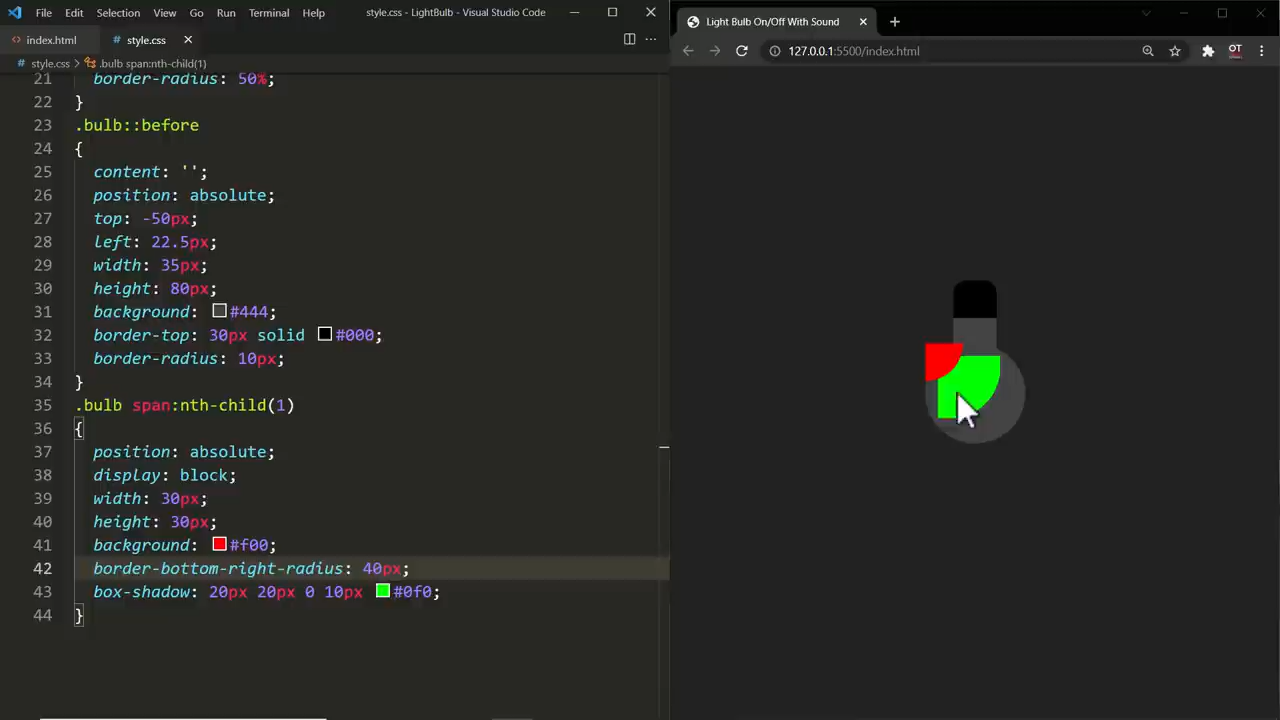 File Edit Selection View Go Run Terminal Help style.css - LightBulb - Visual Studio Code
index.html style.css
style.css > .bulb span:nth-child(1)
21 border-radius: 50%;
22 }
23 .bulb::before
24 {
25 content: '';
26 position: absolute;
27 top: -50px;
28 left: 22.5px;
29 width: 35px;
30 height: 80px;
31 background: #444;
32 border-top: 30px solid #000;
33 border-radius: 10px;
34 }
35 .bulb span:nth-child(1)
36 {
37 position: absolute;
38 display: block;
39 width: 30px;
40 height: 30px;
41 background: #f00;
42 border-bottom-right-radius: 40px;
43 box-shadow: 20px 20px 0 10px #0f0;
44 }
Light Bulb On/Off With Sound
127.0.0.1:5500/index.html
OT